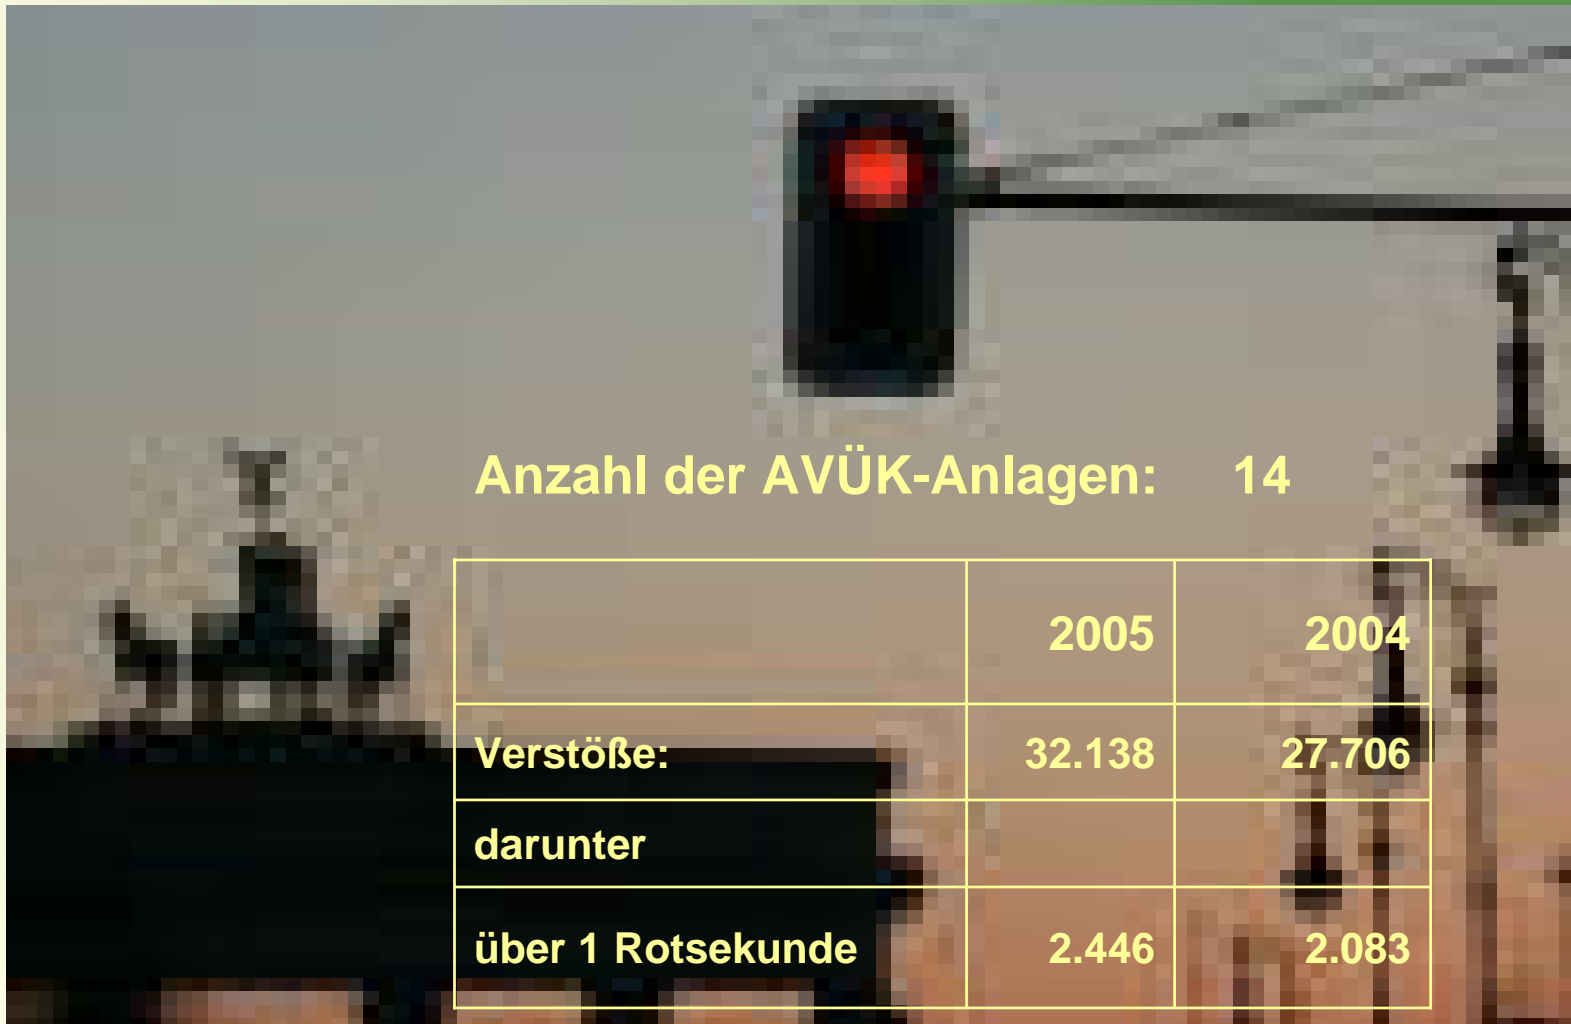 Anzahl der AVÜK-Anlagen: 14
2005 2004
Verstöße: 32.138 27.706
darunter
über 1 Rotsekunde 2.446 2.083